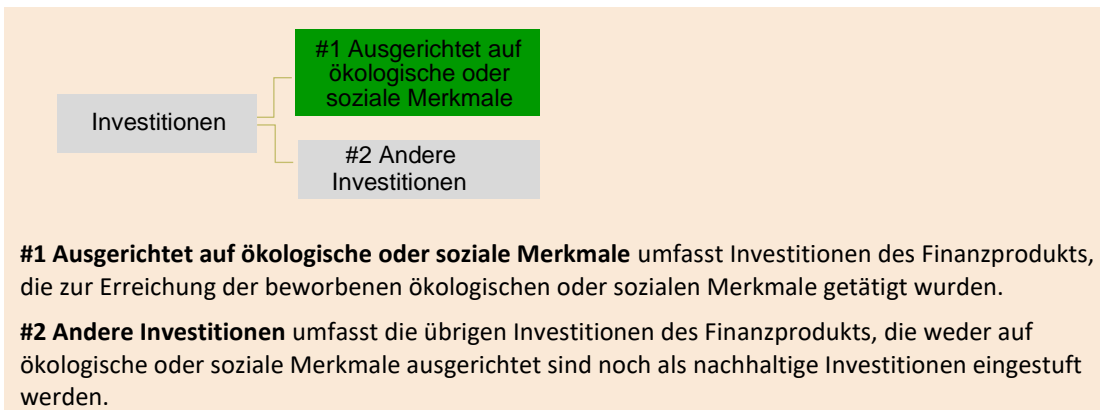 #1 Ausgerichtet auf
ökologische oder
soziale Merkmale
Investitionen
#2 Andere
Investitionen
#1 Ausgerichtet auf ökologische oder soziale Merkmale umfasst Investitionen des Finanzprodukts,
die zur Erreichung der beworbenen ökologischen oder sozialen Merkmale getätigt wurden.
#2 Andere Investitionen umfasst die übrigen Investitionen des Finanzprodukts, die weder auf
ökologische oder soziale Merkmale ausgerichtet sind noch als nachhaltige Investitionen eingestuft
werden.